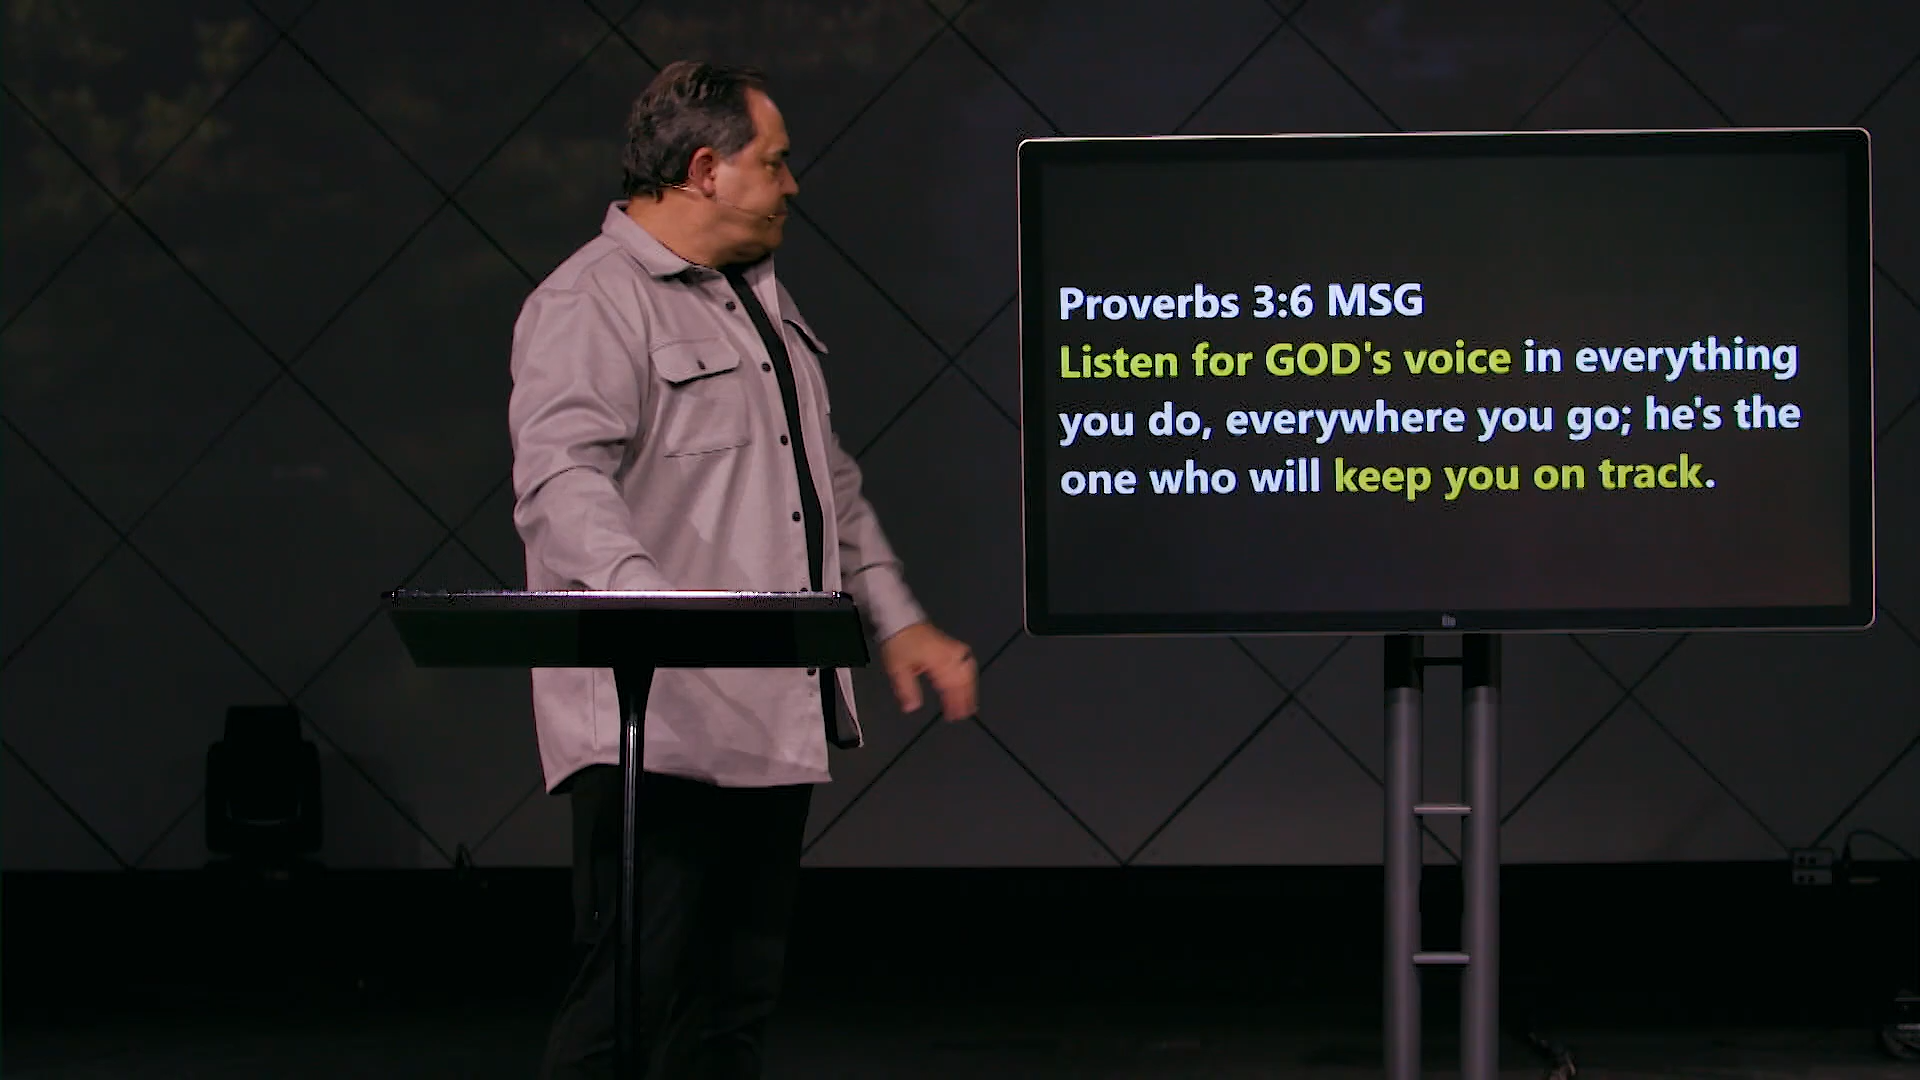 Proverbs 3:6 MSG
Listen for GOD's voice in everything
you do, everywhere you go; he's the
one who will keep you on track.